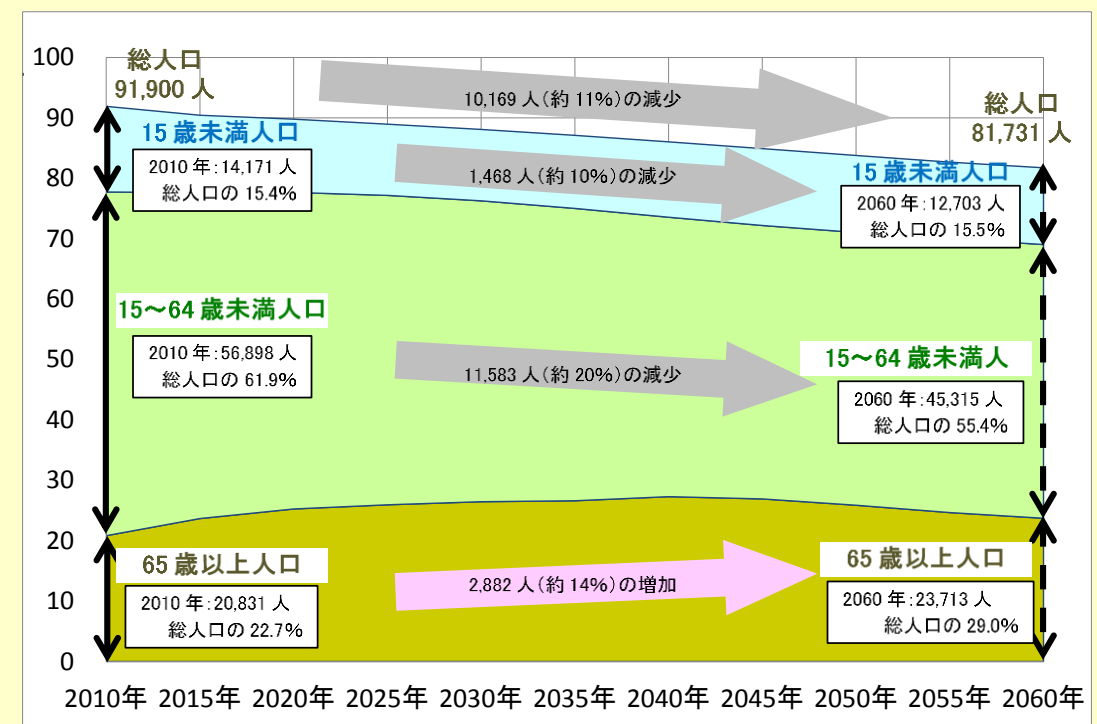 100
90
80
70
60
50
40
30
20
10
0
総人口
91,900 人
10,169 人(約 11%)の減少
総人口
81,731 人
15 歳未満人口
2010 年:14,171 人
総人口の 15.4%
1,468 人(約 10%)の減少
15 歳未満人口
2060 年:12,703 人
総人口の 15.5%
15～64 歳未満人口
2010 年:56,898 人
総人口の 61.9%
11,583 人(約 20%)の減少
15～64 歳未満人
2060 年:45,315 人
総人口の 55.4%
65 歳以上人口
2010 年:20,831 人
総人口の 22.7%
2,882 人(約 14%)の増加
65 歳以上人口
2060 年:23,713 人
総人口の 29.0%
2010年 2015年 2020年 2025年 2030年 2035年 2040年 2045年 2050年 2055年 2060年